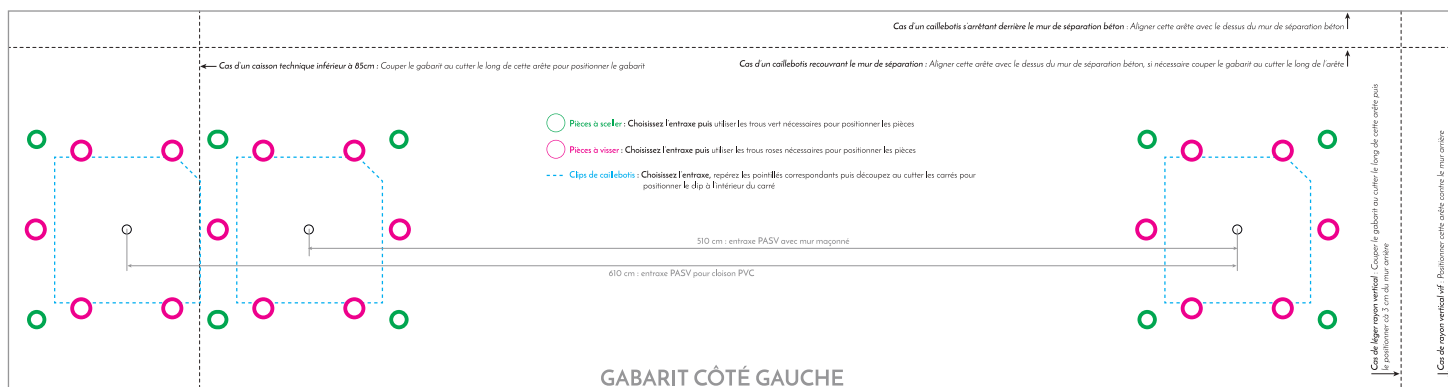 Cas d'un caillebotis s'arrêtant derrière le mur de séparation béton : Aligner cette arête avec le dessus du mur de séparation béton
Cas d'un caisson technique inférieur à 85cm : Couper le gabarit au cutter le long de cette arête pour positionner le gabarit
Cas d'un caillebotis recouvrant le mur de séparation : Aligner cette arête avec le dessus du mur de séparation béton, si nécessaire couper le gabarit au cutter le long de l'arête
Pièces à sceller : Choisissez l'entraxe puis utiliser les trous vert nécessaires pour positionner les pièces
Pièces à visser : Choisissez l'entraxe puis utiliser les trous roses nécessaires pour positionner les pièces
Clips de caillebotis : Choisissez l'entraxe, repérez les pointillés correspondants puis découpez au cutter les carrés pour
positionner le clip à l'intérieur du carré
510 cm : entraxe PASV avec mur maçonné
610 cm : entraxe PASV pour cloison PVC
GABARIT CÔTÉ GAUCHE
Cas de léger rayon vertical : Couper le gabarit au cutter le long de cette arête puis
le positionner cà 3 cm du mur arrière
Cas de rayon vertical vif : Positionner cette arête contre le mur arrière